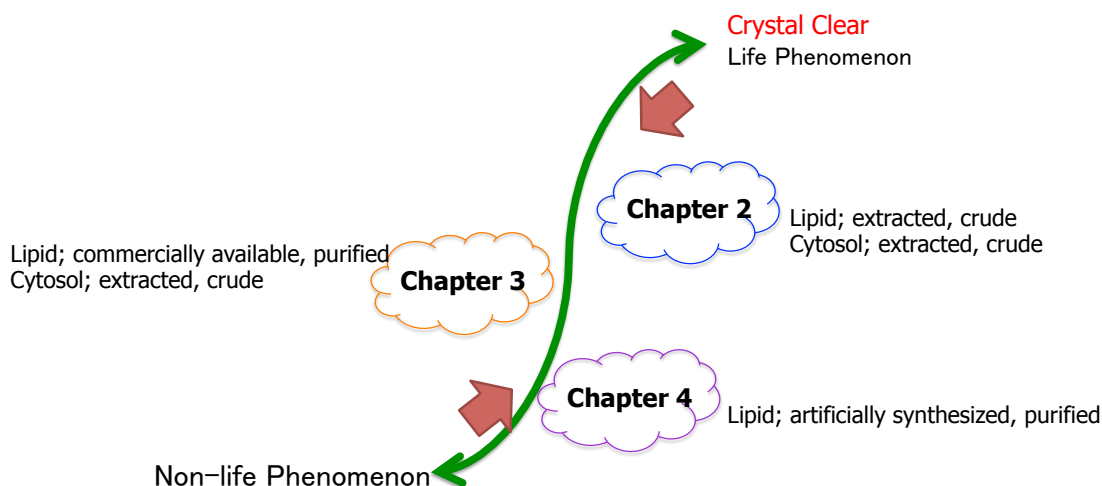 Crystal Clear
Life Phenomenon
Chapter 2
Lipid; extracted, crude
Cytosol; extracted, crude
Lipid; commercially available, purified
Cytosol; extracted, crude
Chapter 3
Chapter 4
Lipid; artificially synthesized, purified
Non-life Phenomenon